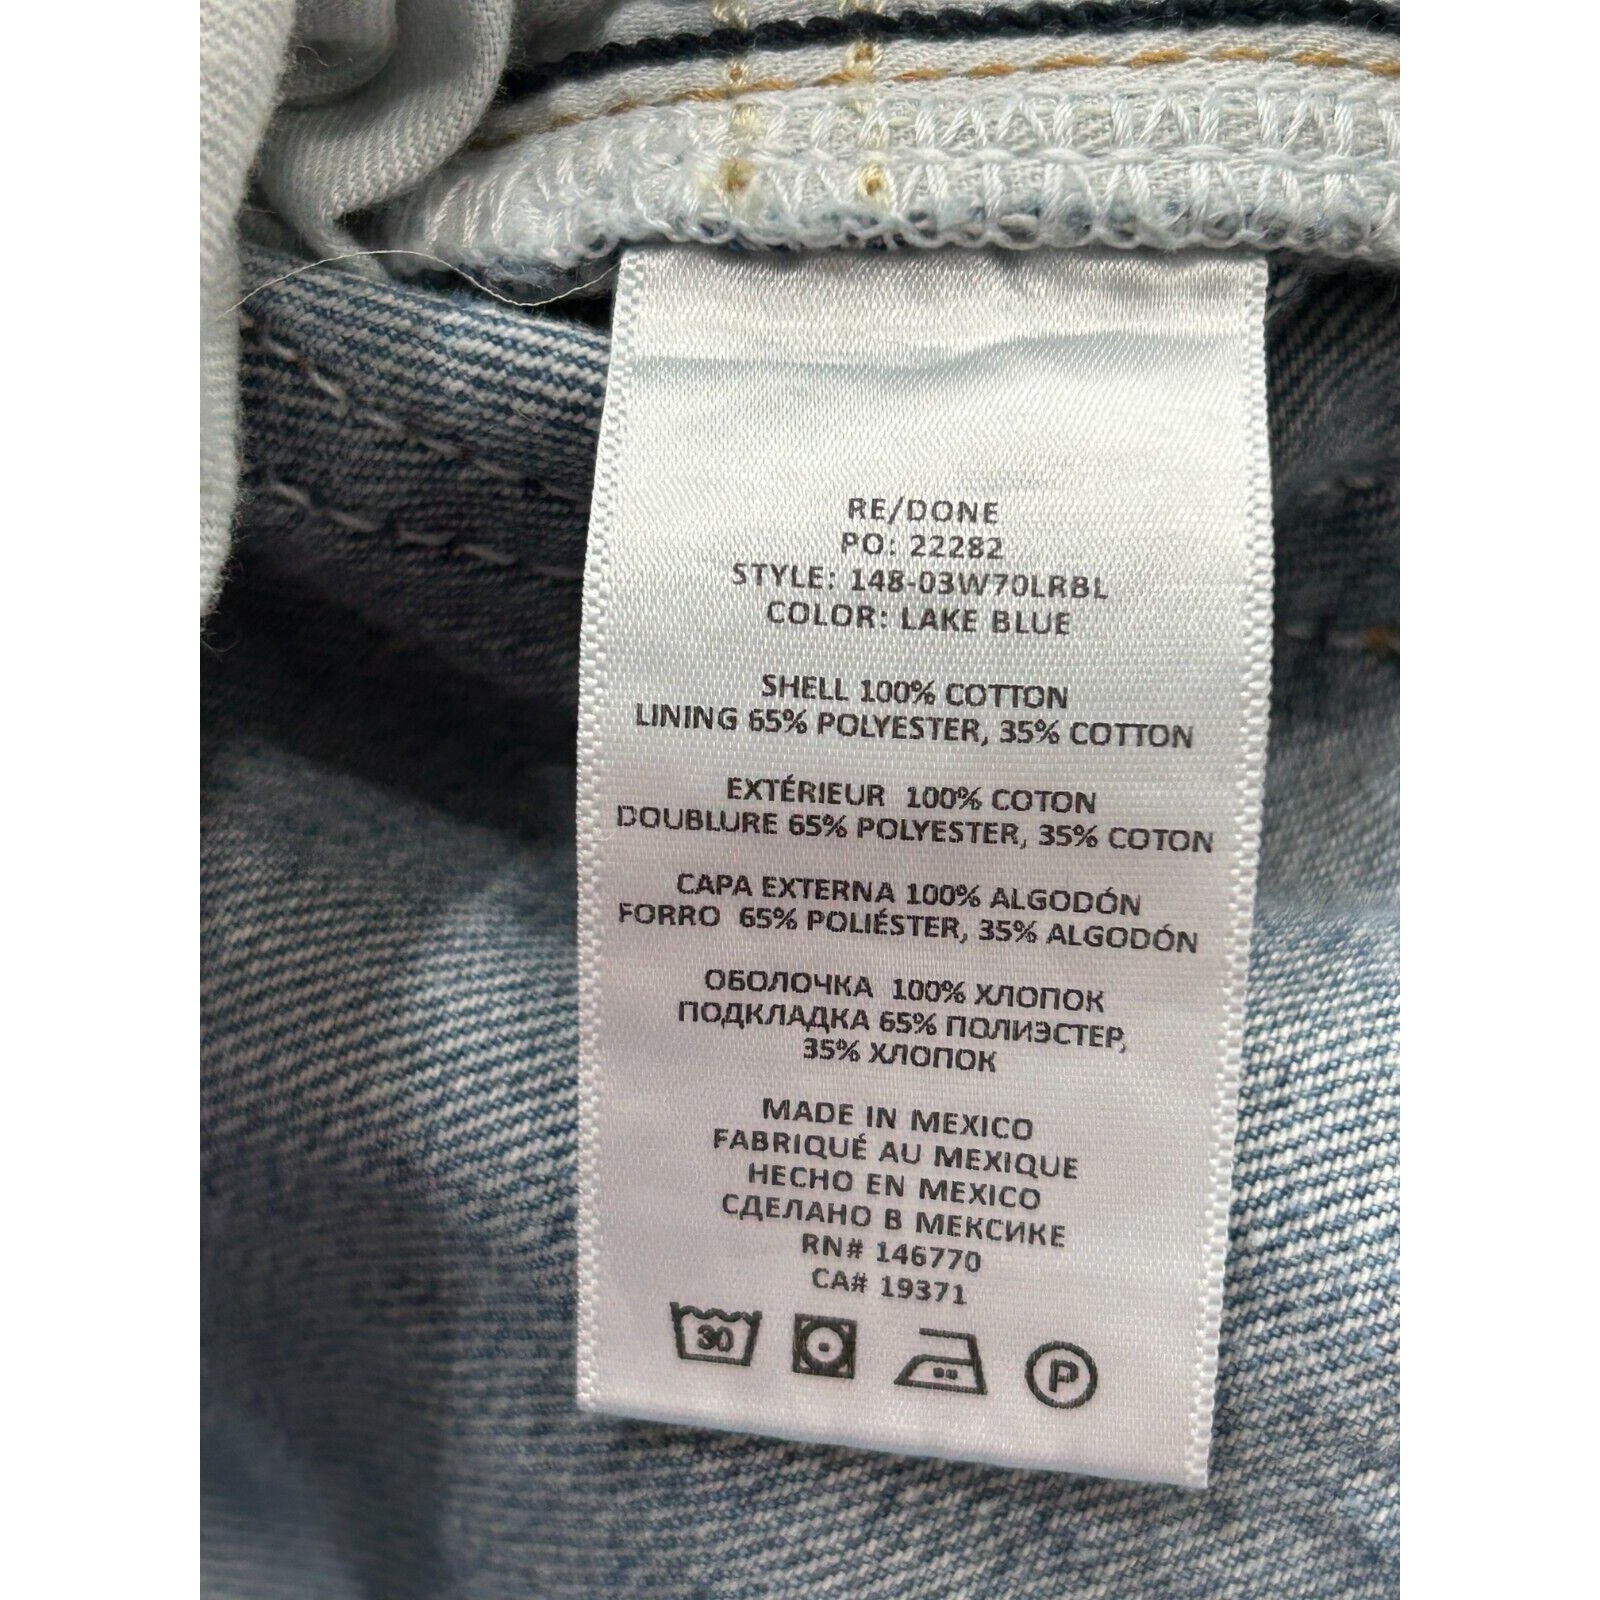 RE/DONE
PO: 22282
STYLE: 148-03W70LRBL
COLOR: LAKE BLUE
SHELL 100% COTTON
LINING 65% POLYESTER, 35% COTTON
EXTÉRIEUR 100% COTON
DOUBLURE 65% POLYESTER, 35% COTON
CAPA EXTERNA 100% ALGODÓN
FORRO 65% POLIÉSTER, 35% ALGODÓN
ОБОЛОЧКА 100% ХЛОПОК
ПОДКЛАДКА 65% ПОЛИЭСТЕР,
35% ХЛОПОК
MADE IN MEXICO
FABRIQUÉ AU MEXIQUE
HECHO EN MEXICO
СДЕЛАНО В МЕКСИКЕ
RN# 146770
CA# 19371
30 P